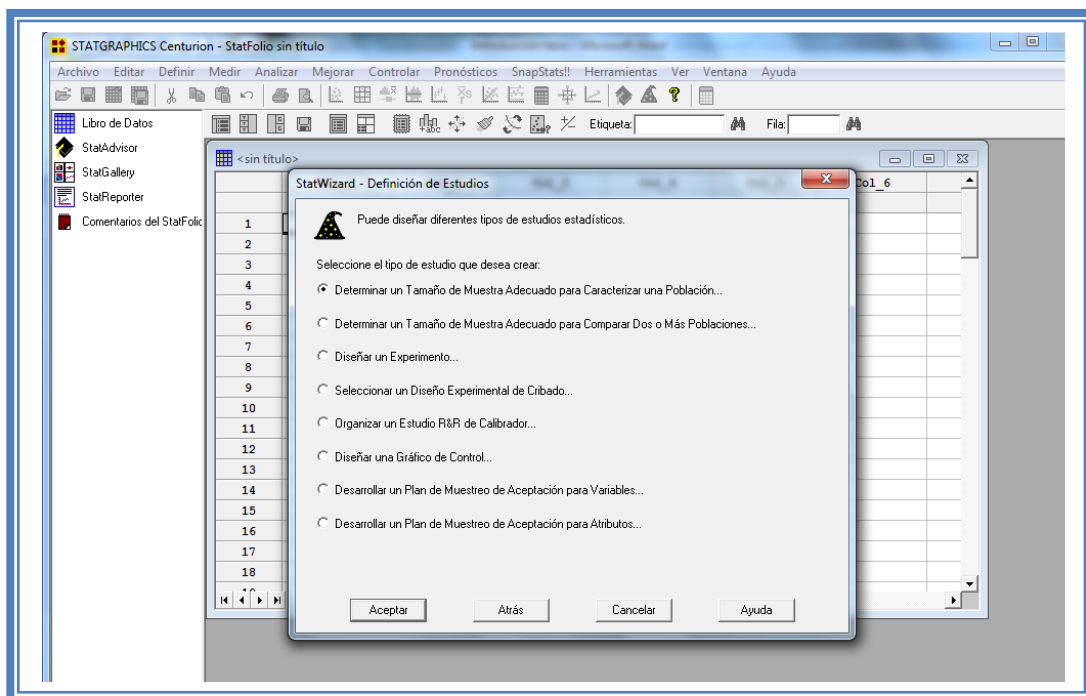 STATGRAPHICS Centurion - StatFolio sin título
Archivo Editar Definir Medir Analizar Mejorar Controlar Pronósticos SnapStats!! Herramientas Ver Ventana Ayuda
Etiqueta: Fila:
Libro de Datos
StatAdvisor
StatGallery
StatReporter
Comentarios del StatFolio
<sin título>
Col_6
1
2
3
4
5
6
7
8
9
10
11
12
13
14
15
16
17
18
StatWizard - Definición de Estudios
Puede diseñar diferentes tipos de estudios estadísticos.
Seleccione el tipo de estudio que desea crear:
Determinar un Tamaño de Muestra Adecuado para Caracterizar una Población...
Determinar un Tamaño de Muestra Adecuado para Comparar Dos o Más Poblaciones...
Diseñar un Experimento...
Seleccionar un Diseño Experimental de Cribado...
Organizar un Estudio R&R de Calibrador...
Diseñar una Gráfico de Control...
Desarrollar un Plan de Muestreo de Aceptación para Variables...
Desarrollar un Plan de Muestreo de Aceptación para Atributos...
Aceptar Atrás Cancelar Ayuda